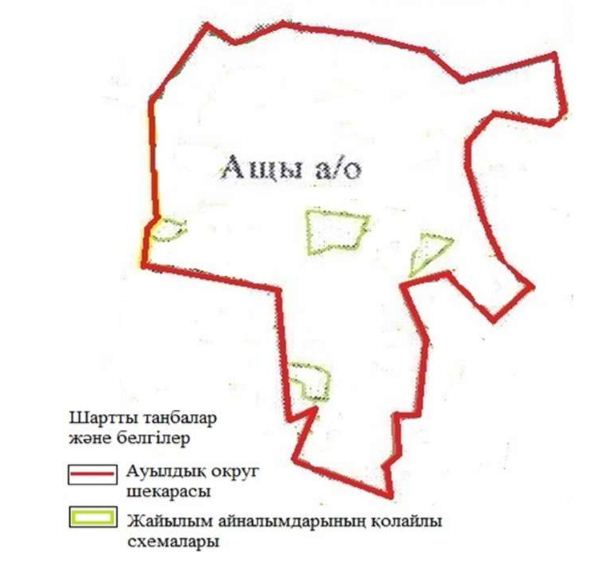 Ащы а/о
Шартты таңбалар
және белгілер
Ауылдық округ
шекарасы
Жайылым айналымдарының қолайлы
схемалары